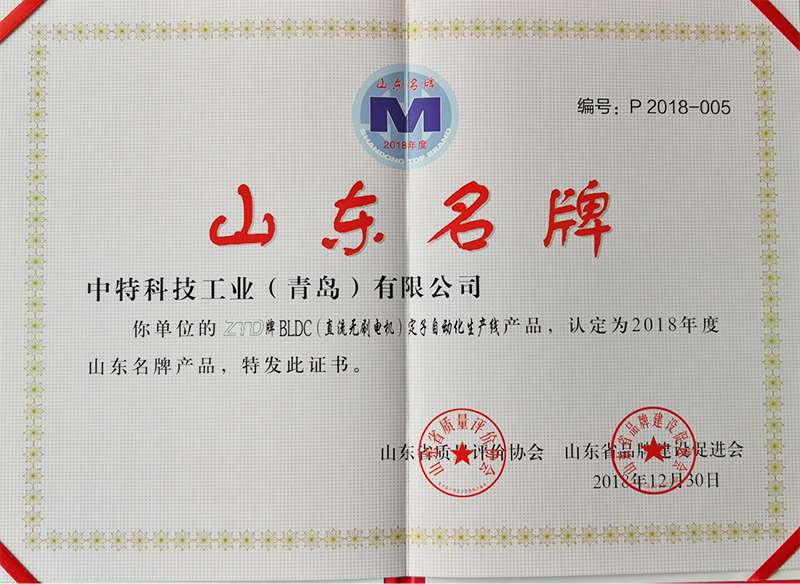 山东名牌
M
2018年度
SHANDONG TOP BRAND
编号：P 2018-005
山东名牌
中特科技工业（青岛）有限公司
你单位的 ZTD牌BLDC（直流无刷电机）定子自动化生产线产品，认定为2018年度
山东名牌产品，特发此证书。
山东省质量评价协会 山东省品牌建设促进会
2018年12月30日
山东省质量评价协会
山东省品牌建设促进会